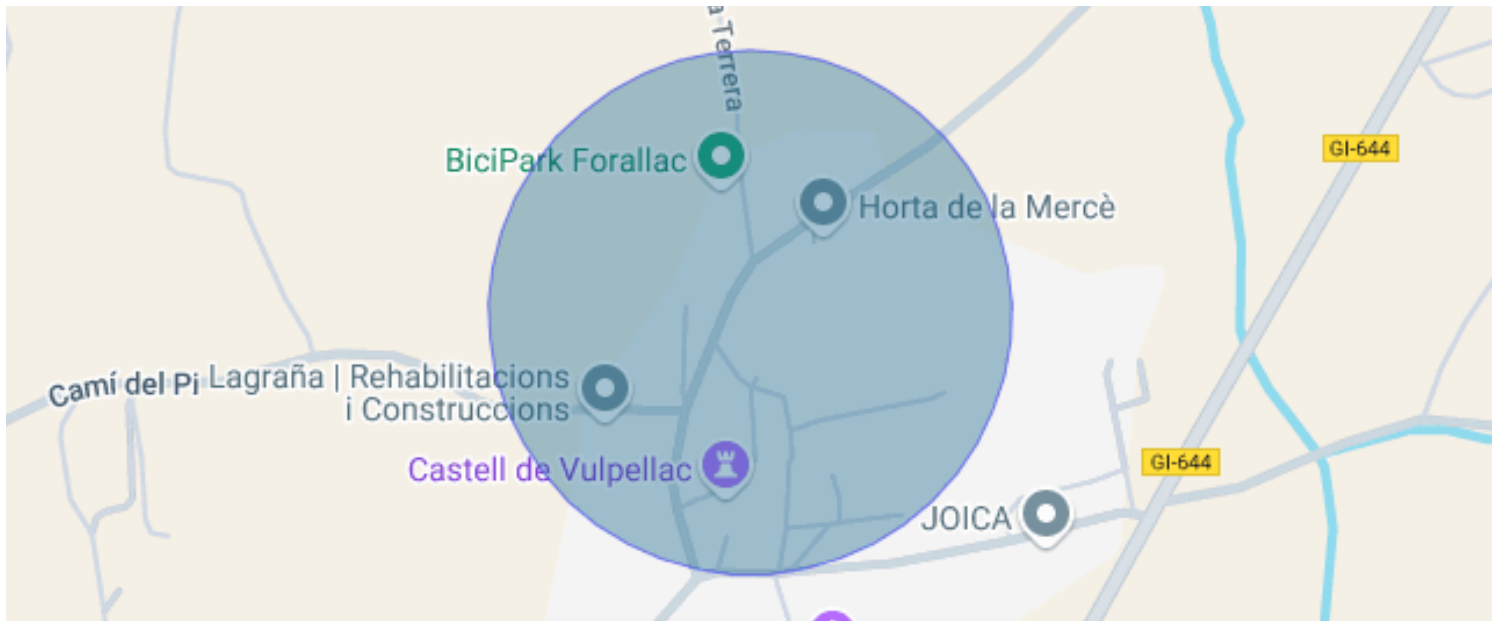 a Terrera
BiciPark Forallac
GI-644
Horta de la Mercè
Camí del Pi
Lagraña | Rehabilitacions
i Construccions
Castell de Vulpellac
GI-644
JOICA